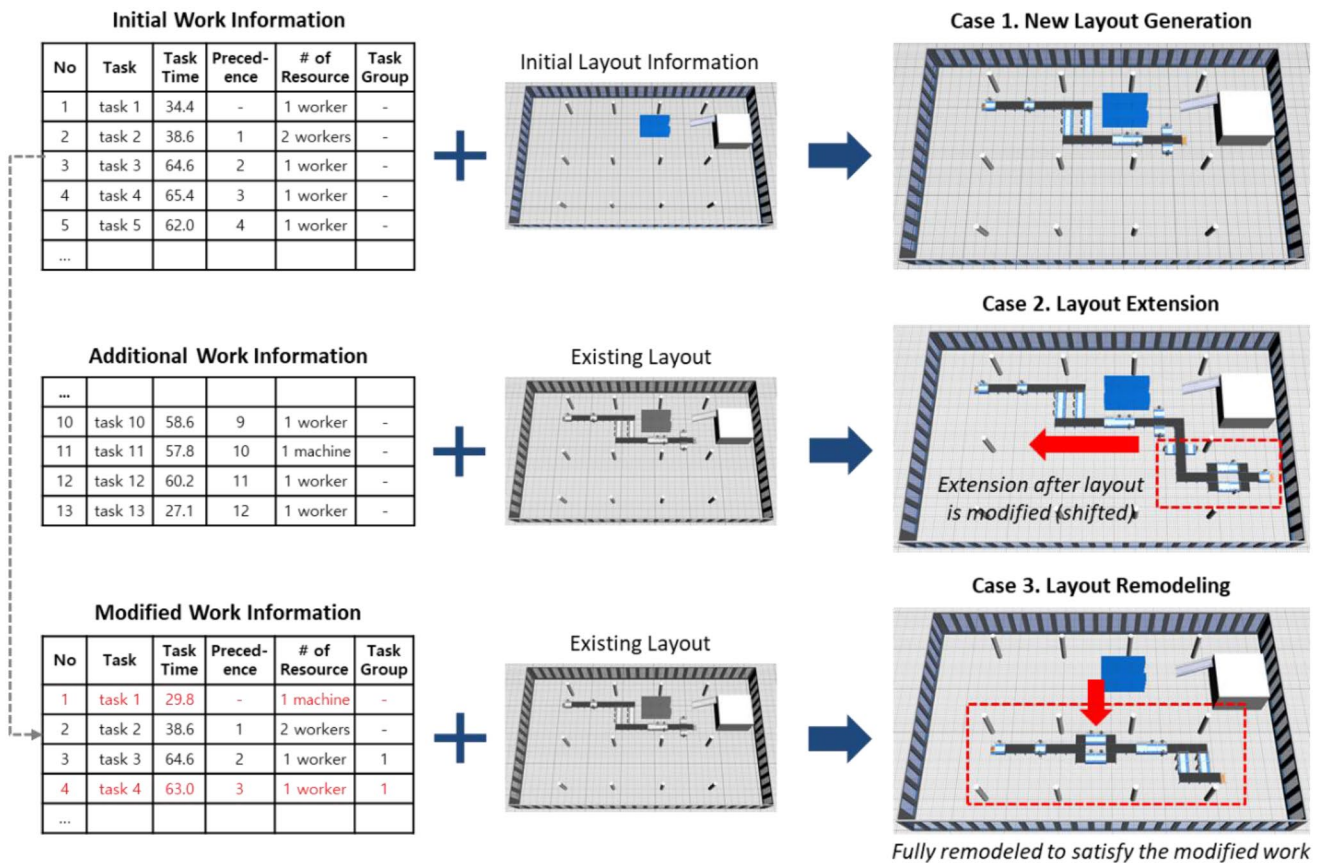 Initial Work Information
No Task Task Time Preced-ence # of Resource Task Group
1 task 1 34.4 - 1 worker -
2 task 2 38.6 1 2 workers -
3 task 3 64.6 2 1 worker -
4 task 4 65.4 3 1 worker -
5 task 5 62.0 4 1 worker -
...
Initial Layout Information
Case 1. New Layout Generation
Additional Work Information
...
10 task 10 58.6 9 1 worker -
11 task 11 57.8 10 1 machine -
12 task 12 60.2 11 1 worker -
13 task 13 27.1 12 1 worker -
Existing Layout
Case 2. Layout Extension
Extension after layout
is modified (shifted)
Modified Work Information
No Task Task Time Preced-ence # of Resource Task Group
1 task 1 29.8 - 1 machine -
2 task 2 38.6 1 2 workers -
3 task 3 64.6 2 1 worker 1
4 task 4 63.0 3 1 worker 1
...
Existing Layout
Case 3. Layout Remodeling
Fully remodeled to satisfy the modified work